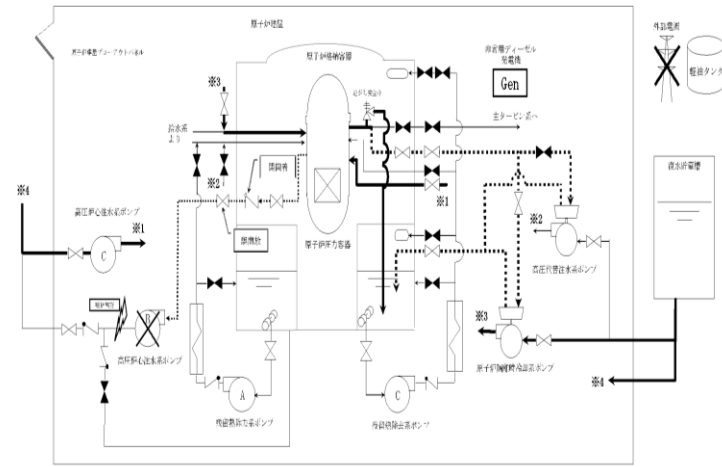 原子炉建屋
原子炉建屋ブローアウトパネル
原子炉格納容器
非常用ディーゼル
発電機
Gen
外部電源
軽油タンク
※3
逃がし安全弁
主タービン系へ
給水系
より
※2
※4
高圧炉心注水系ポンプ
※1
C
原子炉圧力容器
※1
※2
高圧代替注水系ポンプ
復水貯蔵槽
B
高圧炉心注水系ポンプ
※3
原子炉隔離時冷却系ポンプ
※4
A
残留熱除去系ポンプ
C
残留熱除去系ポンプ